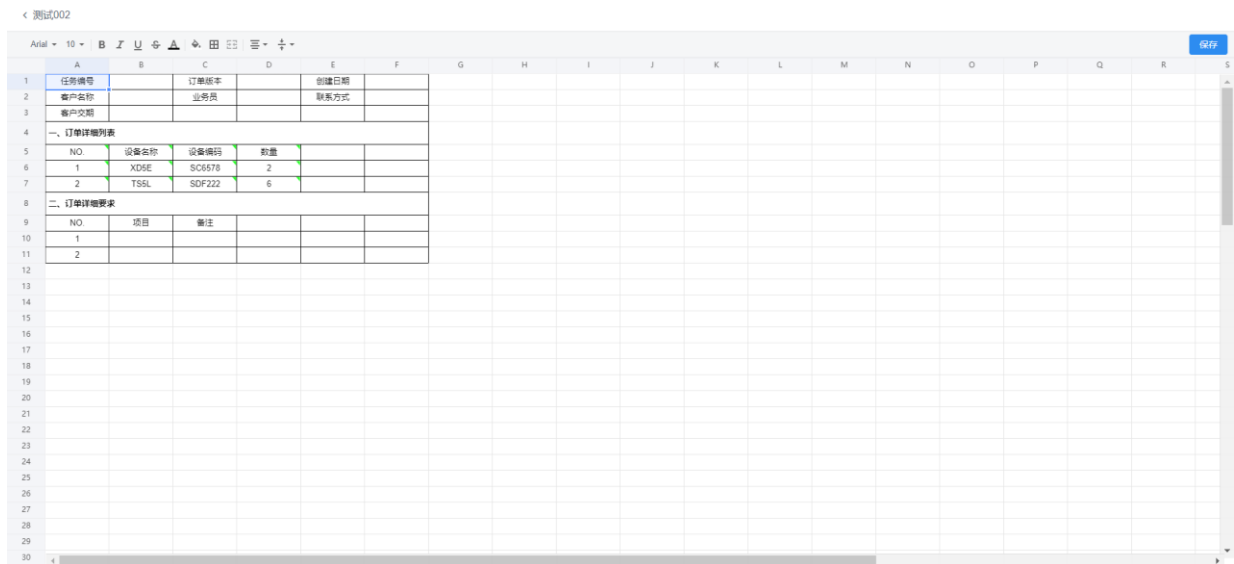 < 测试002
Arial 10 B I U S A 保存
A B C D E F G H I J K L M N O P Q R S
1 任务编号 订单版本 创建日期
2 客户名称 业务员 联系方式
3 客户交期
4 一、订单详细列表
5 NO. 设备名称 设备编码 数量
6 1 XD5E SC6578 2
7 2 TS5L SDF222 6
8 二、订单详细要求
9 NO. 项目 备注
10 1
11 2
12
13
14
15
16
17
18
19
20
21
22
23
24
25
26
27
28
29
30